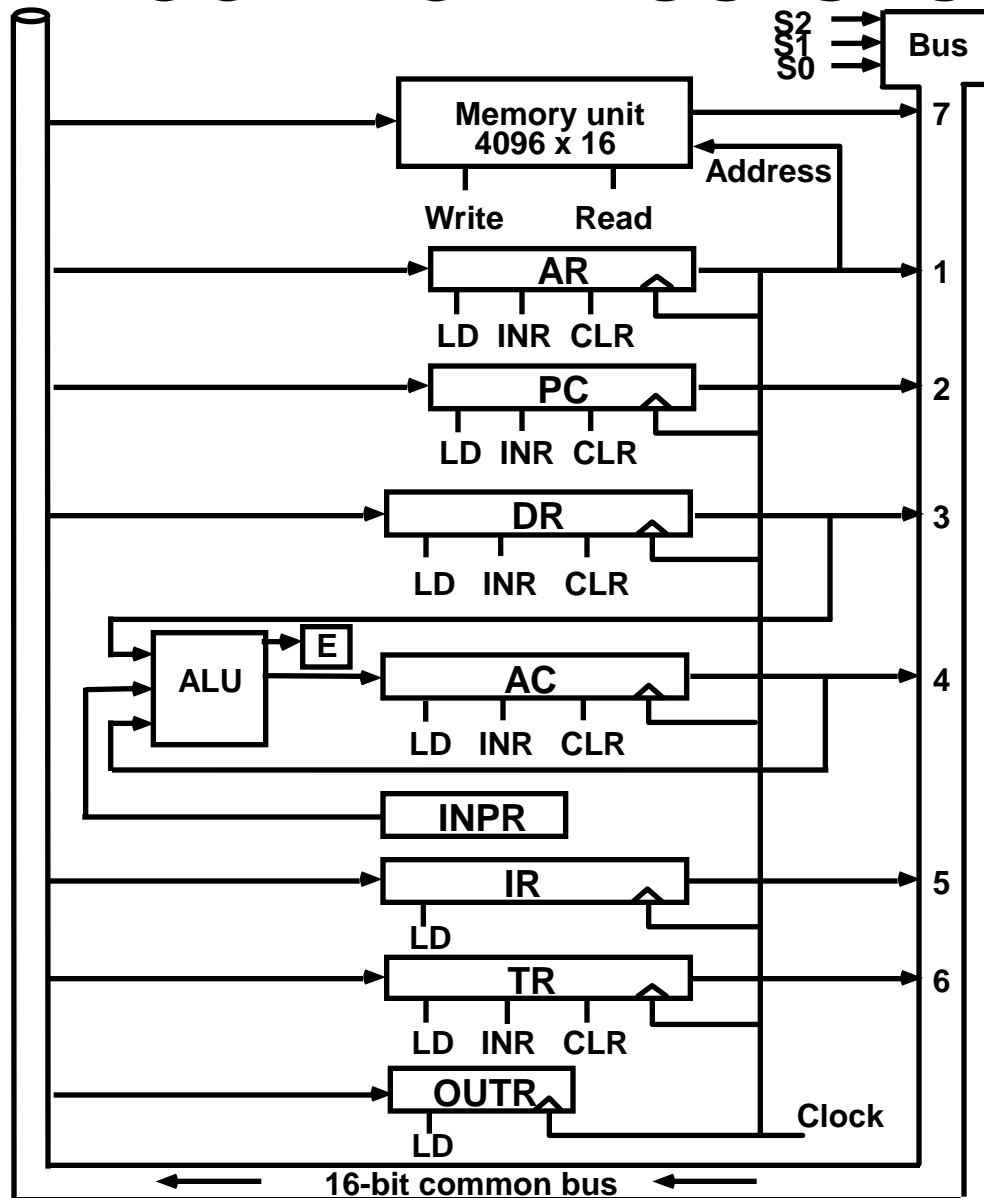 S2
S1
S0
Bus
Memory unit
4096 x 16
7
Address
Write
Read
AR
1
LD
INR
CLR
PC
2
LD
INR
CLR
DR
3
LD
INR
CLR
ALU
E
AC
4
LD
INR
CLR
INPR
IR
5
LD
TR
6
LD
INR
CLR
OUTR
LD
Clock
16-bit common bus